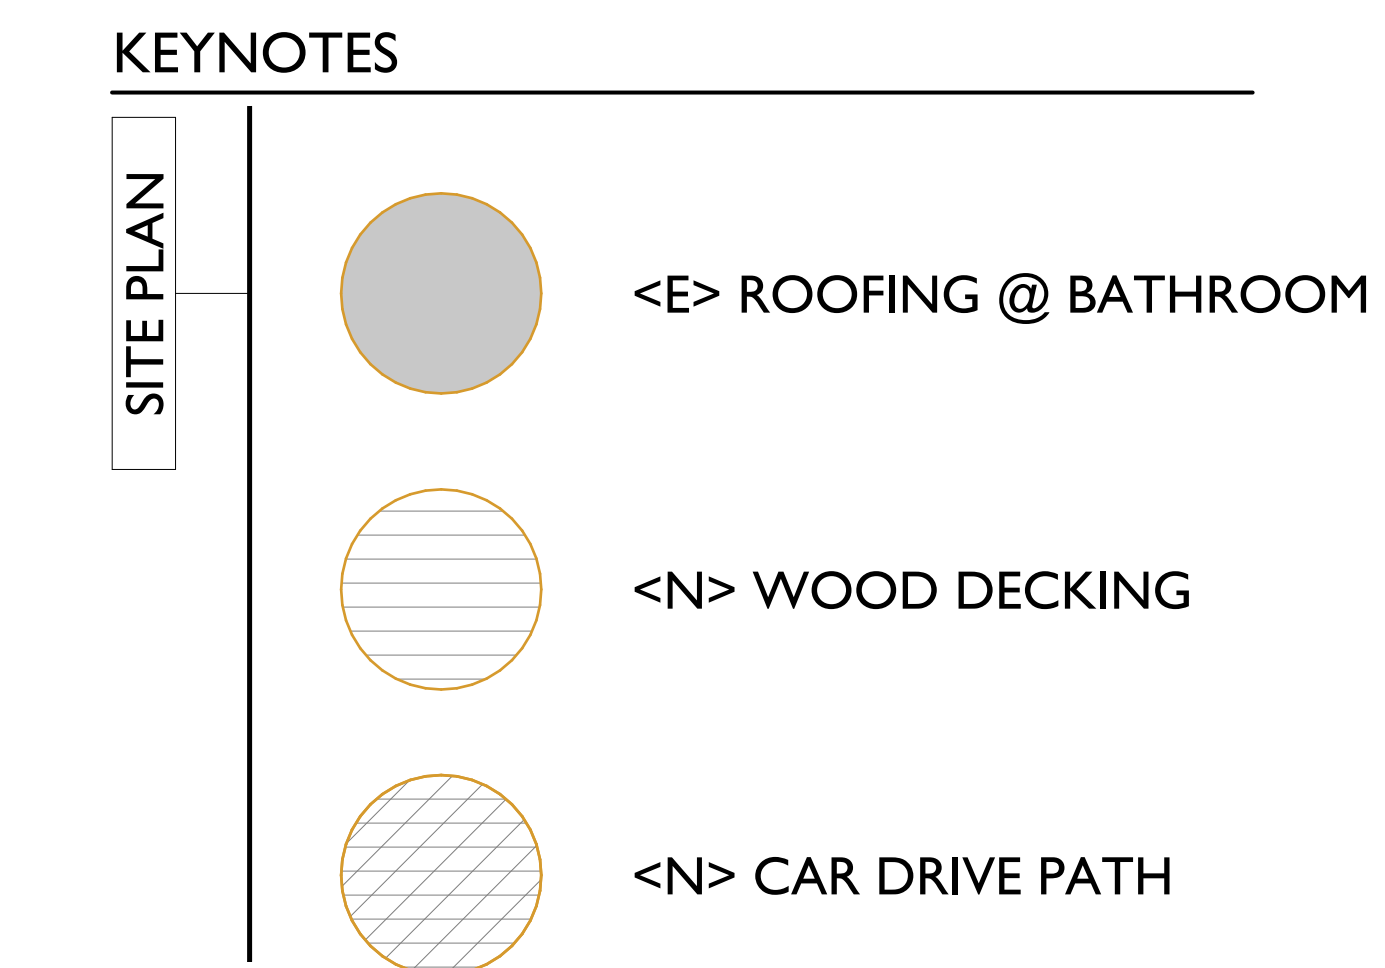 KEYNOTES
SITE PLAN
<E> ROOFING @ BATHROOM
<N> WOOD DECKING
<N> CAR DRIVE PATH